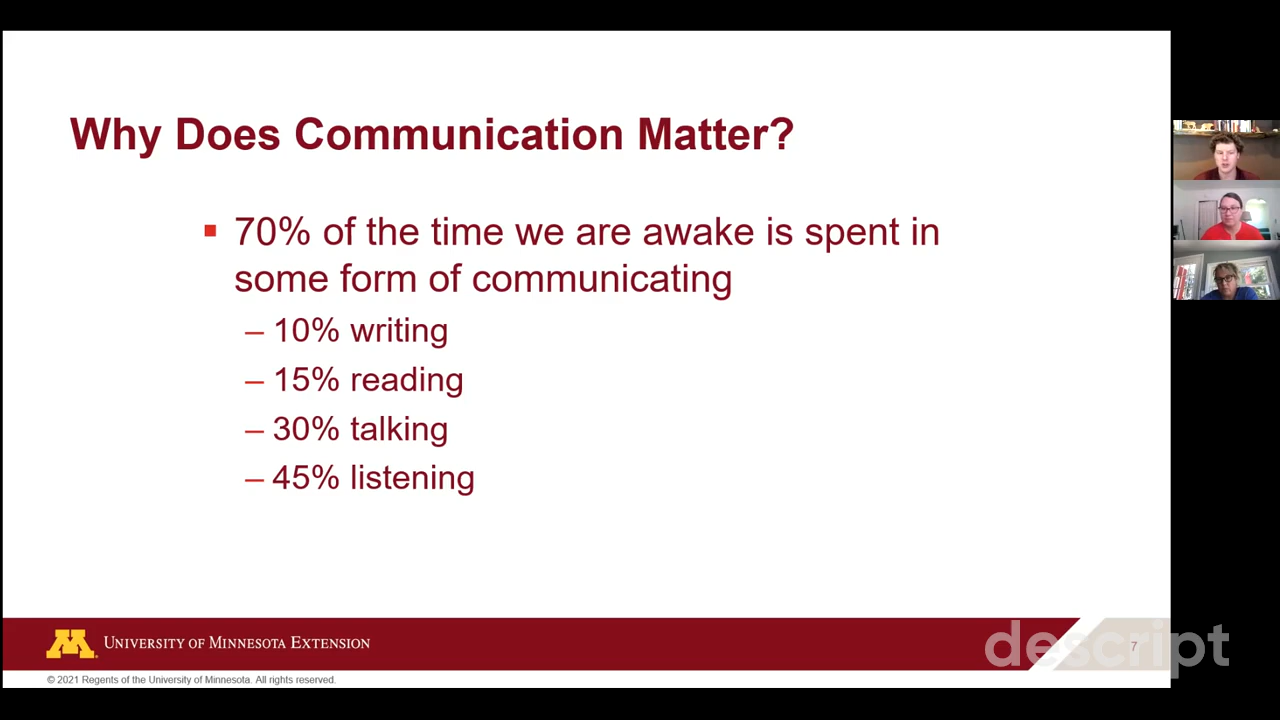 Why Does Communication Matter?
▪ 70% of the time we are awake is spent in
some form of communicating
– 10% writing
– 15% reading
– 30% talking
– 45% listening
UNIVERSITY OF MINNESOTA EXTENSION
descript
7
© 2021 Regents of the University of Minnesota. All rights reserved.